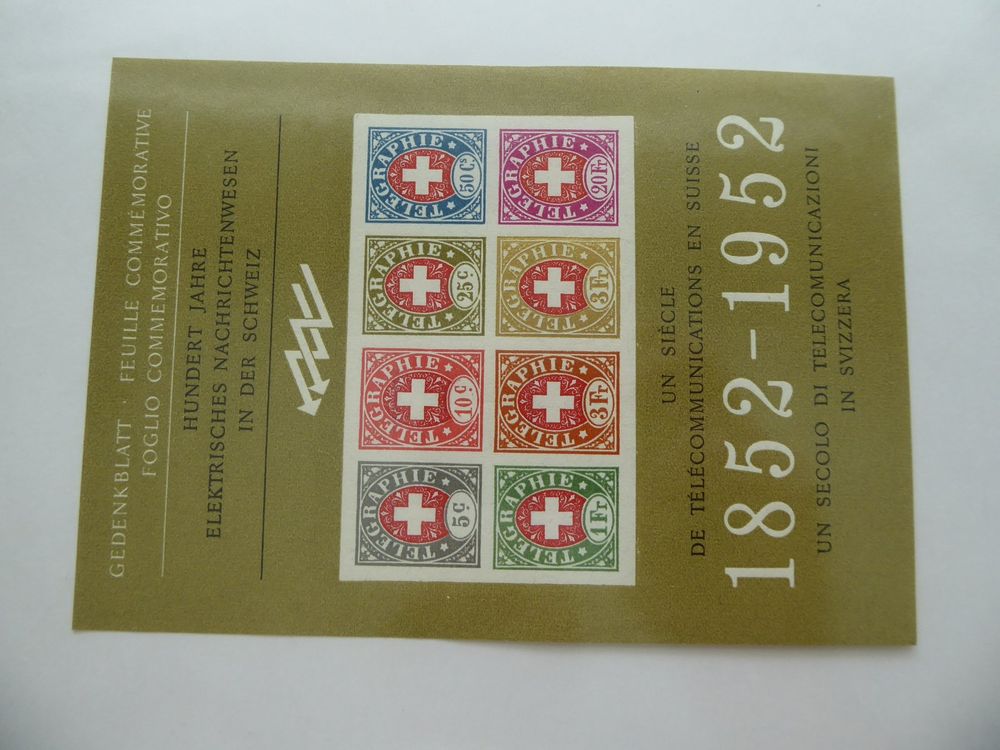 GEDENKBLATT · FEUILLE COMMÉMORATIVE
FOGLIO COMMEMORATIVO
HUNDERT JAHRE
ELEKTRISCHES NACHRICHTENWESEN
IN DER SCHWEIZ
TELEGRAPHIE
5 C.
TELEGRAPHIE
10 C.
TELEGRAPHIE
25 C.
TELEGRAPHIE
50 Cs
TELEGRAPHIE
1 Fr
TELEGRAPHIE
3 Fr
TELEGRAPHIE
3 Fr
TELEGRAPHIE
20 Fr
UN SIÈCLE
DE TÉLÉCOMMUNICATIONS EN SUISSE
1852-1952
UN SECOLO DI TELECOMUNICAZIONI
IN SVIZZERA